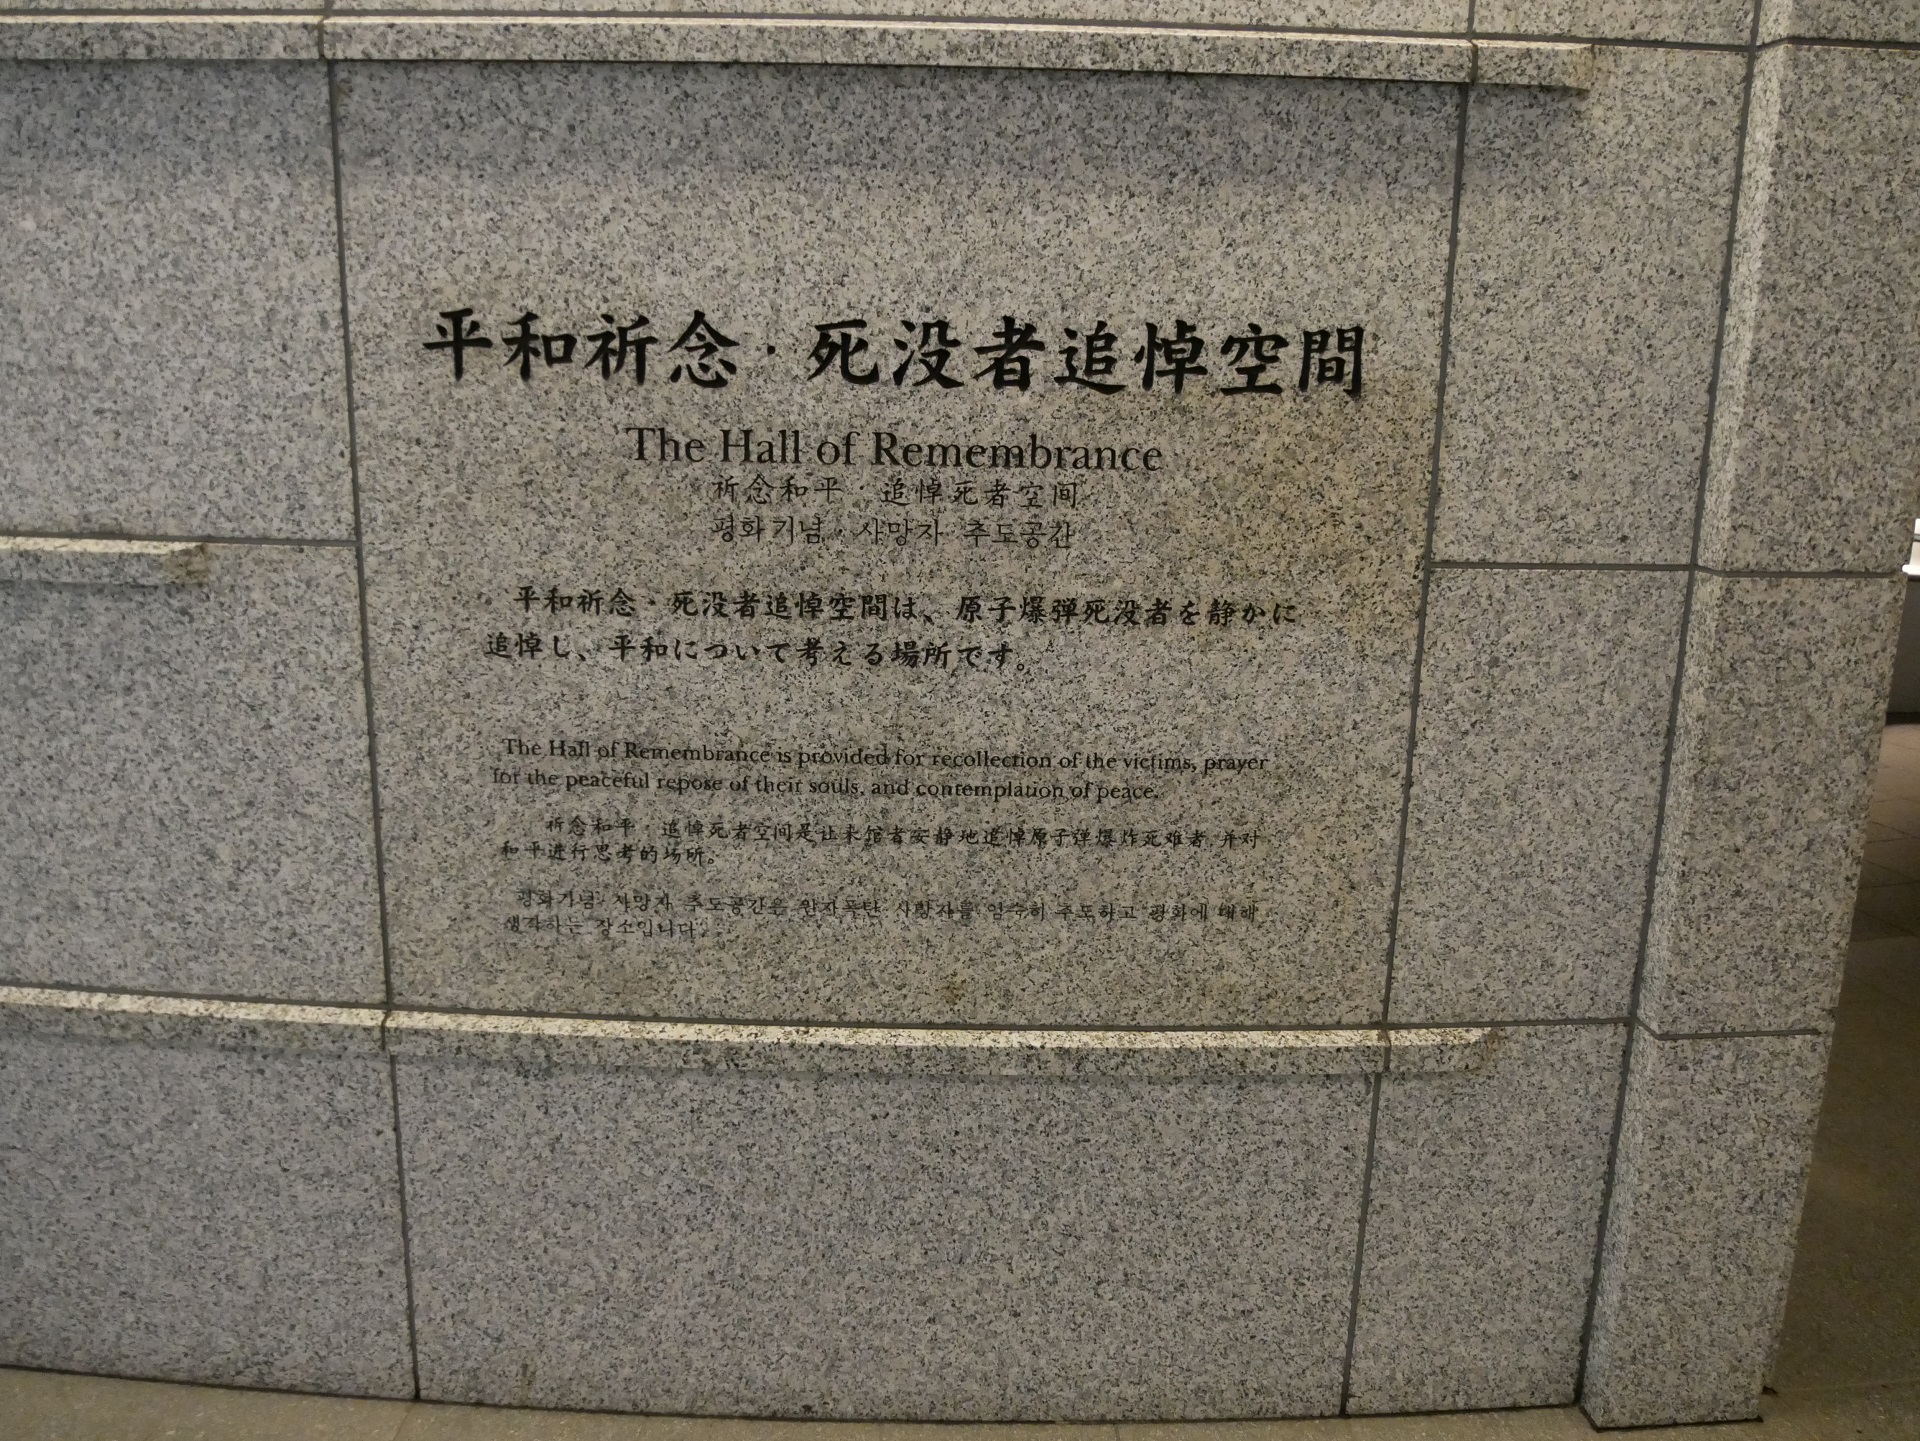 平和祈念・死没者追悼空間
The Hall of Remembrance
祈念和平・追悼死者空间
평화기념・사망자 추도공간
平和祈念・死没者追悼空間は、原子爆弾死没者を静かに
追悼し、平和について考える場所です。
The Hall of Remembrance is provided for recollection of the victims, prayer
for the peaceful repose of their souls, and contemplation of peace.
祈念和平・追悼死者空间是让来馆者安静地追悼原子弹爆炸死难者,并对
和平进行思考的场所。
평화기념・사망자 추도공간은 원자폭탄 사망자를 엄숙히 추도하고 평화에 대해
생각하는 장소입니다.